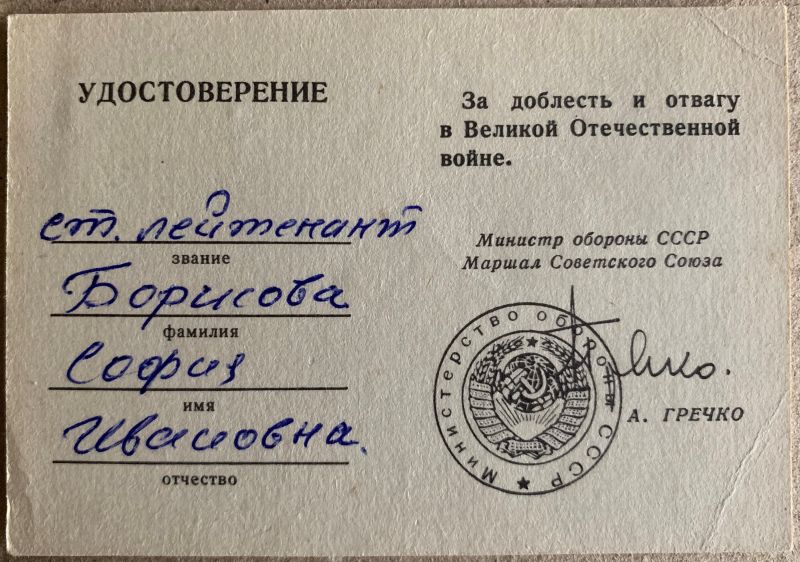 УДОСТОВЕРЕНИЕ
ст. лейтенант
звание
Борисова
фамилия
София
имя
Ивановна.
отчество
За доблесть и отвагу
в Великой Отечественной
войне.
Министр обороны СССР
Маршал Советского Союза
Министерство обороны СССР
А. ГРЕЧКО